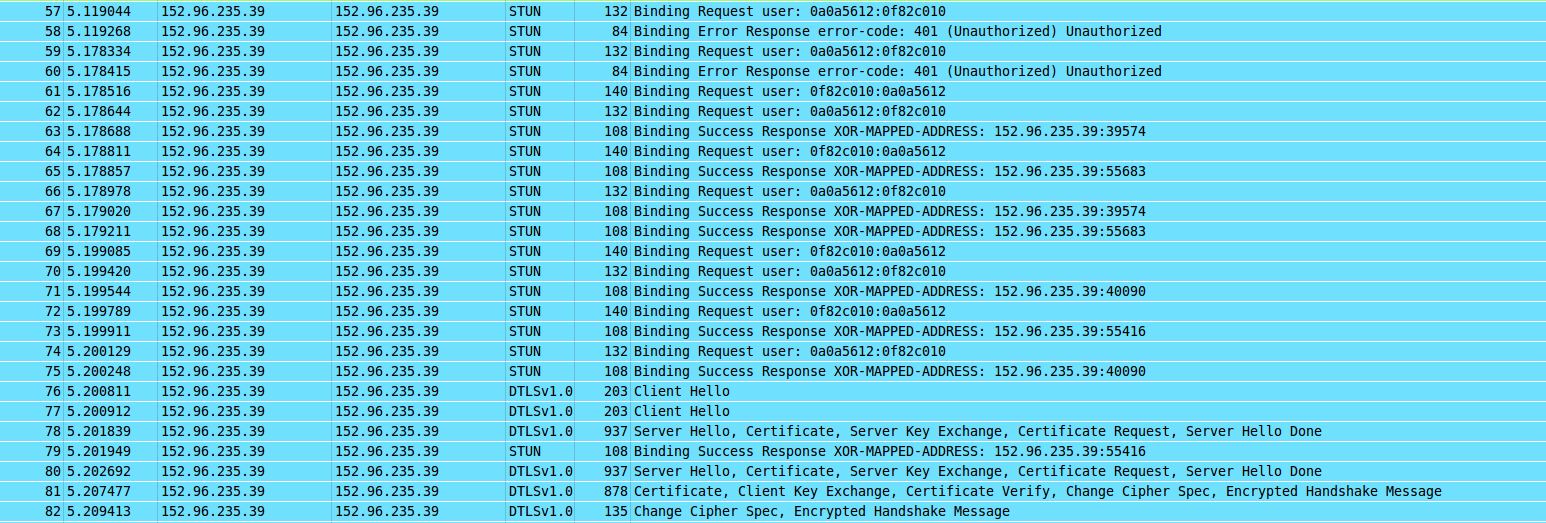 57 5.119044 152.96.235.39 152.96.235.39 STUN 132 Binding Request user: 0a0a5612:0f82c010
58 5.119268 152.96.235.39 152.96.235.39 STUN 84 Binding Error Response error-code: 401 (Unauthorized) Unauthorized
59 5.178334 152.96.235.39 152.96.235.39 STUN 132 Binding Request user: 0a0a5612:0f82c010
60 5.178415 152.96.235.39 152.96.235.39 STUN 84 Binding Error Response error-code: 401 (Unauthorized) Unauthorized
61 5.178516 152.96.235.39 152.96.235.39 STUN 140 Binding Request user: 0f82c010:0a0a5612
62 5.178644 152.96.235.39 152.96.235.39 STUN 132 Binding Request user: 0a0a5612:0f82c010
63 5.178688 152.96.235.39 152.96.235.39 STUN 108 Binding Success Response XOR-MAPPED-ADDRESS: 152.96.235.39:39574
64 5.178811 152.96.235.39 152.96.235.39 STUN 140 Binding Request user: 0f82c010:0a0a5612
65 5.178857 152.96.235.39 152.96.235.39 STUN 108 Binding Success Response XOR-MAPPED-ADDRESS: 152.96.235.39:55683
66 5.178978 152.96.235.39 152.96.235.39 STUN 132 Binding Request user: 0a0a5612:0f82c010
67 5.179020 152.96.235.39 152.96.235.39 STUN 108 Binding Success Response XOR-MAPPED-ADDRESS: 152.96.235.39:39574
68 5.179211 152.96.235.39 152.96.235.39 STUN 108 Binding Success Response XOR-MAPPED-ADDRESS: 152.96.235.39:55683
69 5.199085 152.96.235.39 152.96.235.39 STUN 140 Binding Request user: 0f82c010:0a0a5612
70 5.199420 152.96.235.39 152.96.235.39 STUN 132 Binding Request user: 0a0a5612:0f82c010
71 5.199544 152.96.235.39 152.96.235.39 STUN 108 Binding Success Response XOR-MAPPED-ADDRESS: 152.96.235.39:40090
72 5.199789 152.96.235.39 152.96.235.39 STUN 140 Binding Request user: 0f82c010:0a0a5612
73 5.199911 152.96.235.39 152.96.235.39 STUN 108 Binding Success Response XOR-MAPPED-ADDRESS: 152.96.235.39:55416
74 5.200129 152.96.235.39 152.96.235.39 STUN 132 Binding Request user: 0a0a5612:0f82c010
75 5.200248 152.96.235.39 152.96.235.39 STUN 108 Binding Success Response XOR-MAPPED-ADDRESS: 152.96.235.39:40090
76 5.200811 152.96.235.39 152.96.235.39 DTLSv1.0 203 Client Hello
77 5.200912 152.96.235.39 152.96.235.39 DTLSv1.0 203 Client Hello
78 5.201839 152.96.235.39 152.96.235.39 DTLSv1.0 937 Server Hello, Certificate, Server Key Exchange, Certificate Request, Server Hello Done
79 5.201949 152.96.235.39 152.96.235.39 STUN 108 Binding Success Response XOR-MAPPED-ADDRESS: 152.96.235.39:55416
80 5.202692 152.96.235.39 152.96.235.39 DTLSv1.0 937 Server Hello, Certificate, Server Key Exchange, Certificate Request, Server Hello Done
81 5.207477 152.96.235.39 152.96.235.39 DTLSv1.0 878 Certificate, Client Key Exchange, Certificate Verify, Change Cipher Spec, Encrypted Handshake Message
82 5.209413 152.96.235.39 152.96.235.39 DTLSv1.0 135 Change Cipher Spec, Encrypted Handshake Message